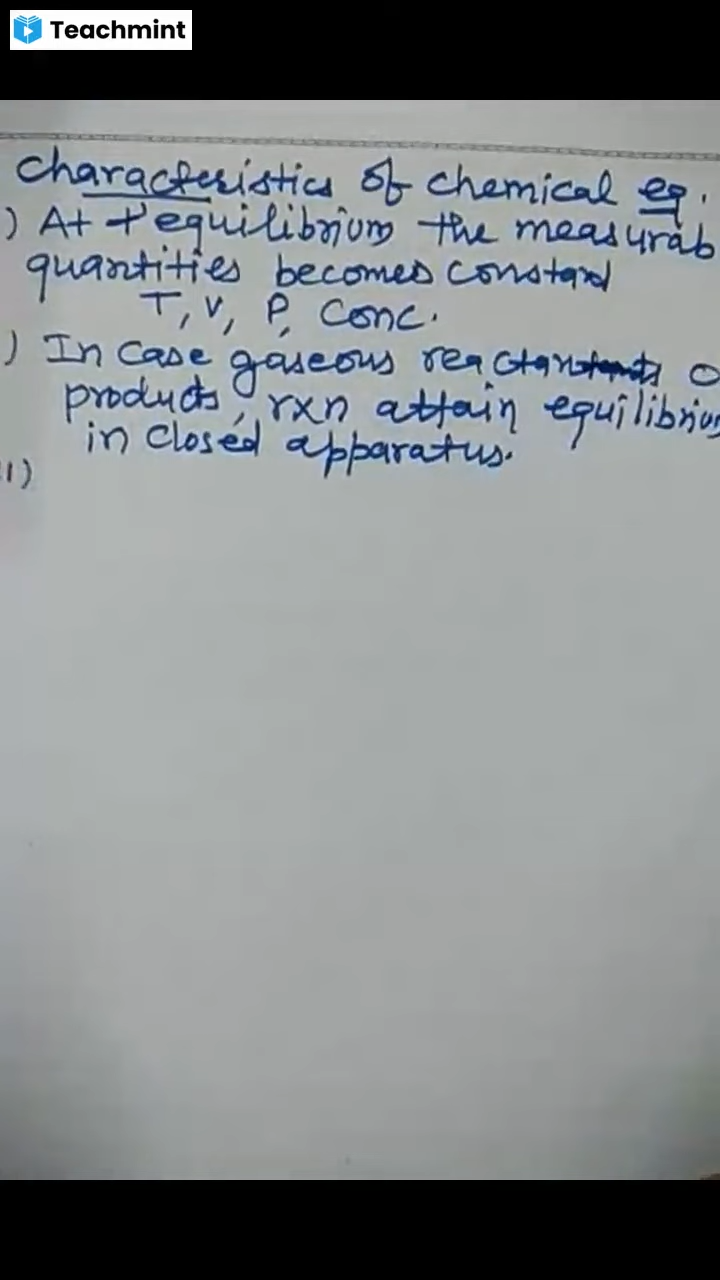 Teachmint
Characteristics of Chemical eq.
) At equilibrium the measurab
quantities becomes constant
T, V, P, Conc.
) In case gaseous reactants o
products, rxn attain equilibriu
in closed apparatus.
II)